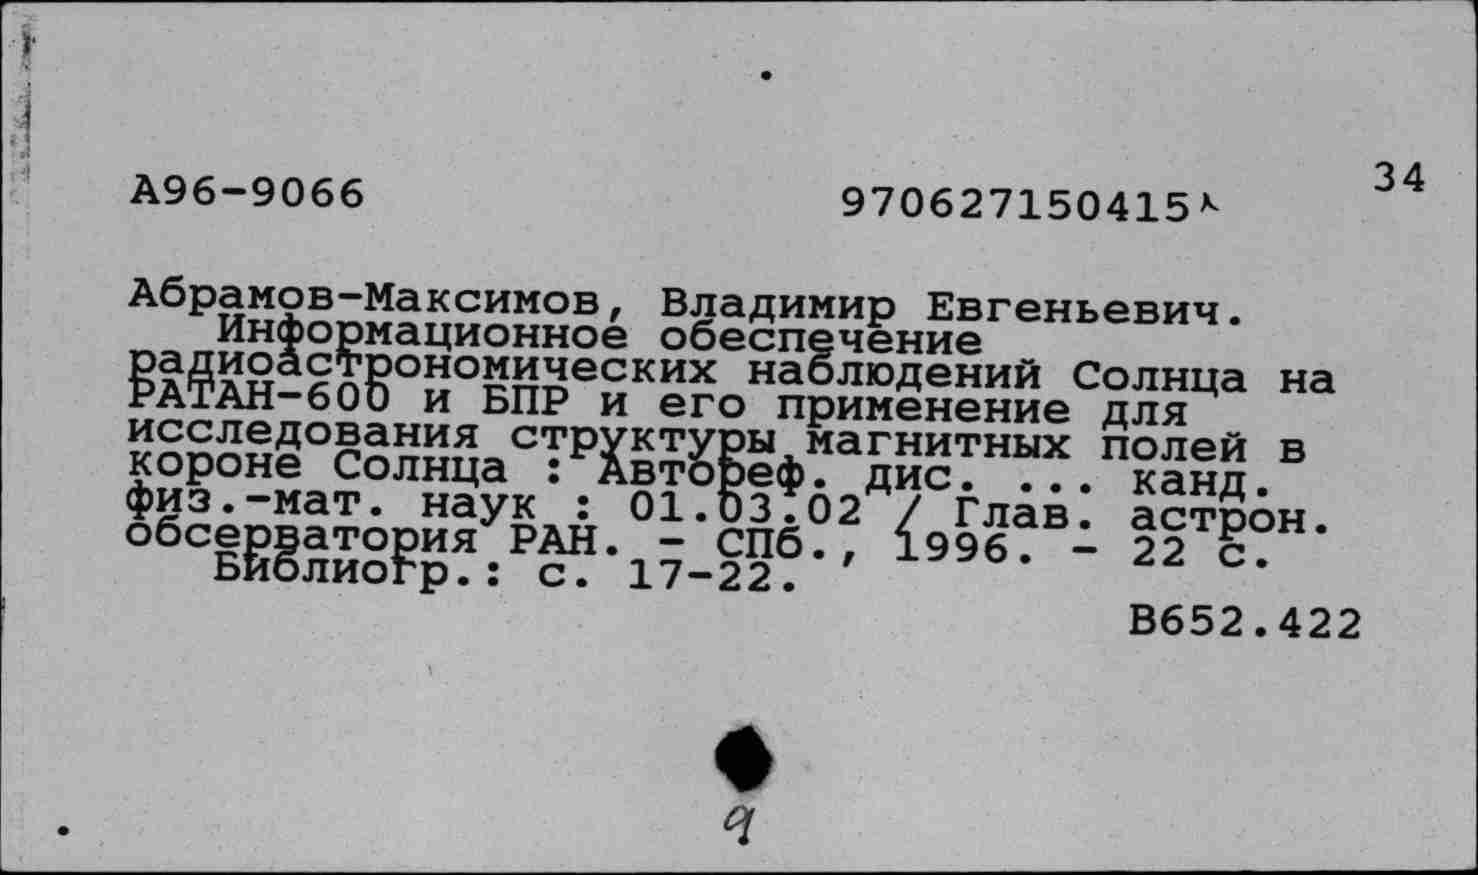 34
А96-9066 970627150415
Абрамов-Максимов, Владимир Евгеньевич.
Информационное обеспечение
радиоастрономических наблюдений Солнца на
РАТАН-600 и БПР и его применение для
исследования структуры магнитных полей в
короне Солнца : Автореф. дис. ... канд.
физ.-мат. наук : 01.03.02 / Глав. астрон.
обсерватория РАН. - СПб., 1996. - 22 с.
Библиогр.: с. 17-22.
В652.422